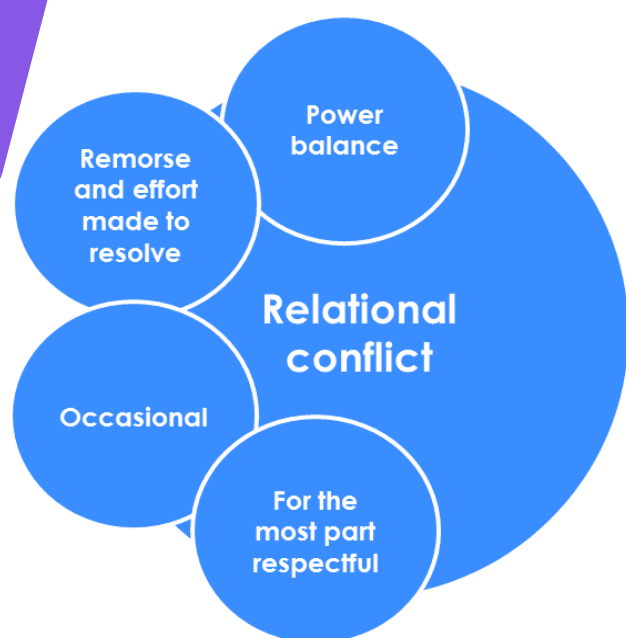 Power
balance
Remorse
and effort
made to
resolve
Relational
conflict
Occasional
For the
most part
respectful